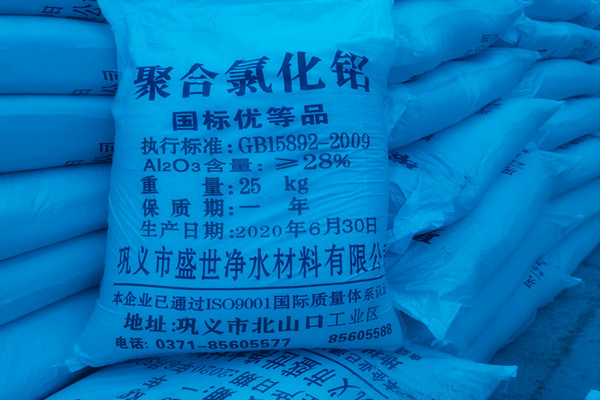 聚合氯化铝
国标优等品
执行标准:GB15892-2009
Al2O3含量:≥28%
重 量:25 kg
保质期:一 年
生产日期:2020年6月30日
巩义市盛世净水材料有限公
本企业已通过ISO9001国际质量体系认
地址:巩义市北山口工业区
电话: 0371-85605577 85605588